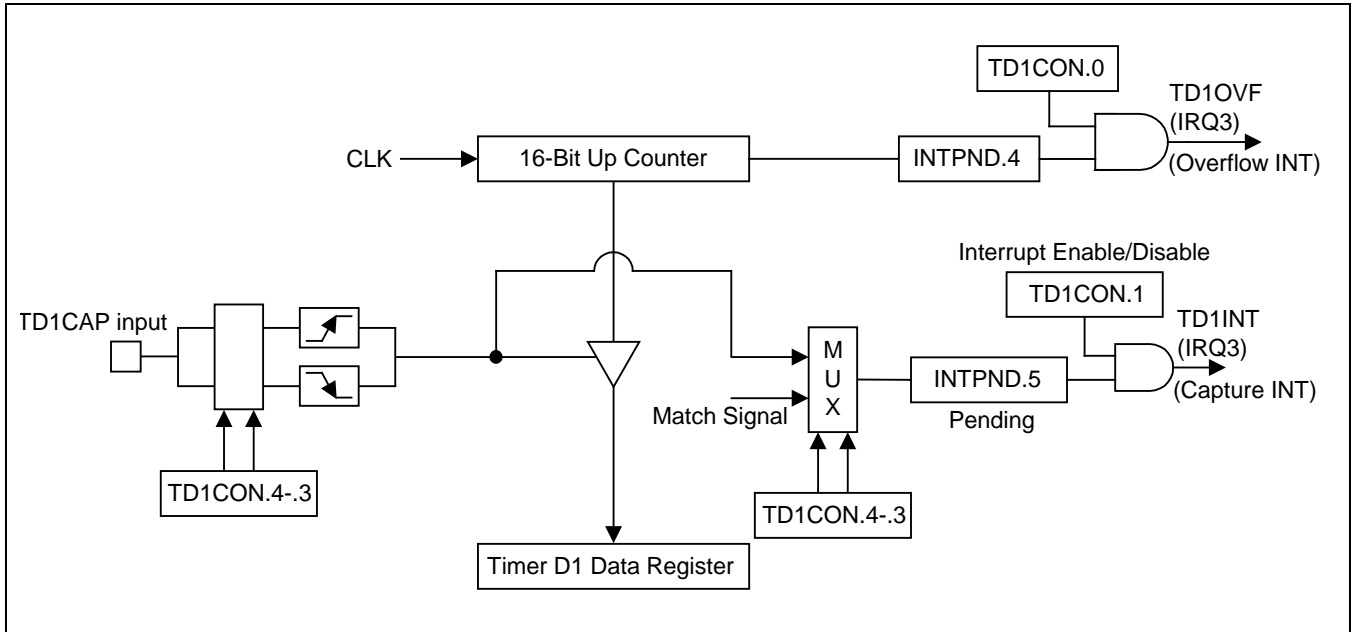 TD1CON.0
TD1OVF
(IRQ3)
(Overflow INT)
CLK
16-Bit Up Counter
INTPND.4
Interrupt Enable/Disable
TD1CON.1
TD1INT
(IRQ3)
(Capture INT)
TD1CAP input
M
U
X
INTPND.5
Match Signal
Pending
TD1CON.4-.3
TD1CON.4-.3
Timer D1 Data Register